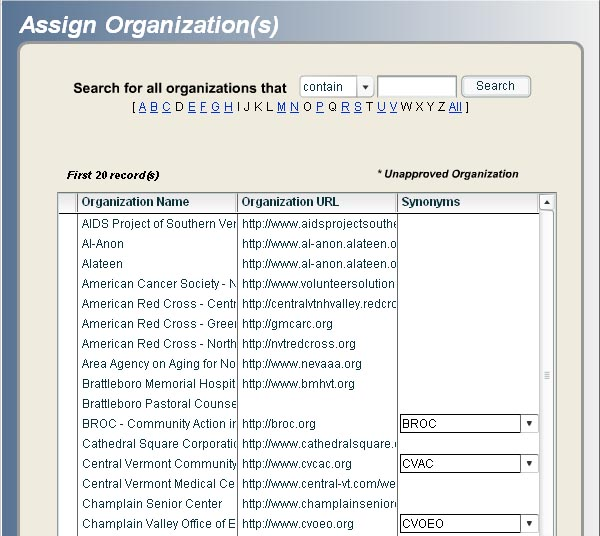 Assign Organization(s)
Search for all organizations that contain Search
[ A B C D E F G H I J K L M N O P Q R S T U V W X Y Z All ]
First 20 record(s) * Unapproved Organization
Organization Name Organization URL Synonyms
AIDS Project of Southern Ver http://www.aidsprojectsouthe
Al-Anon http://www.al-anon.alateen.o
Alateen http://www.al-anon.alateen.o
American Cancer Society - N http://www.volunteersolution
American Red Cross - Centr http://centralvtnhvalley.redcro
American Red Cross - Greer http://gmcarc.org
American Red Cross - North http://nvtredcross.org
Area Agency on Aging for No http://www.nevaaa.org
Brattleboro Memorial Hospit http://www.bmhvt.org
Brattleboro Pastoral Counse
BROC - Community Action ir http://broc.org BROC
Cathedral Square Corporatic http://www.cathedralsquare.
Central Vermont Community http://www.cvcac.org CVAC
Central Vermont Medical Ce http://www.central-vt.com/we
Champlain Senior Center http://www.champlainsenior
Champlain Valley Office of E http://www.cvoeo.org CVOEO